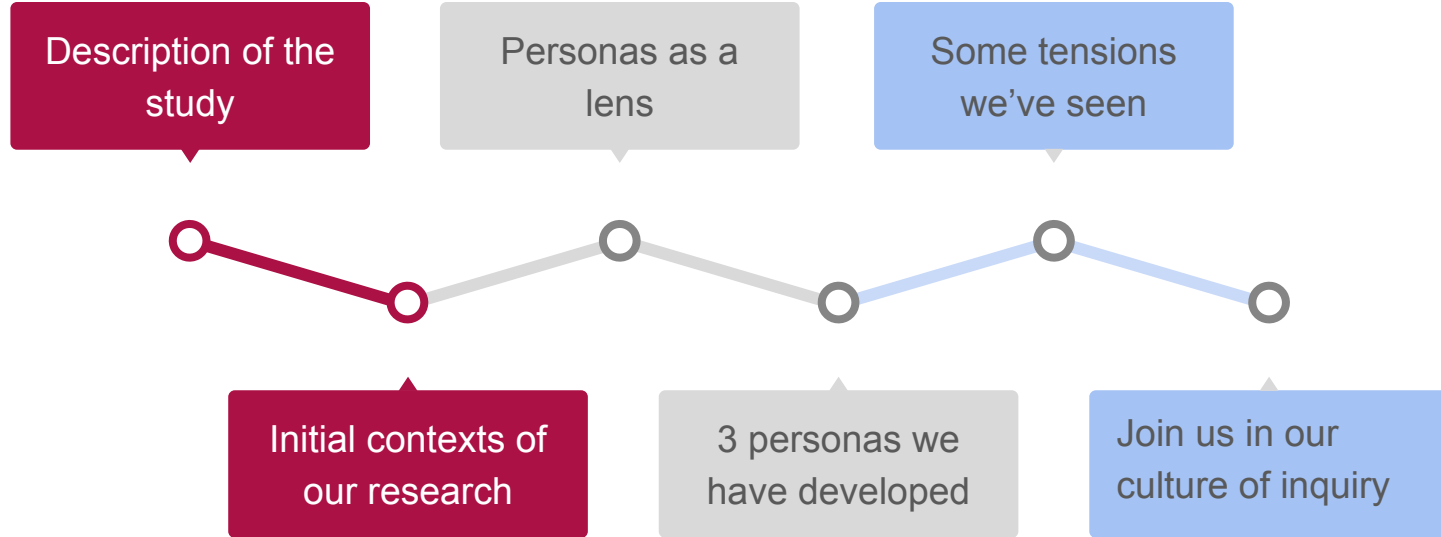 Description of the
study
Initial contexts of
our research
Personas as a
lens
3 personas we
have developed
Some tensions
we’ve seen
Join us in our
culture of inquiry